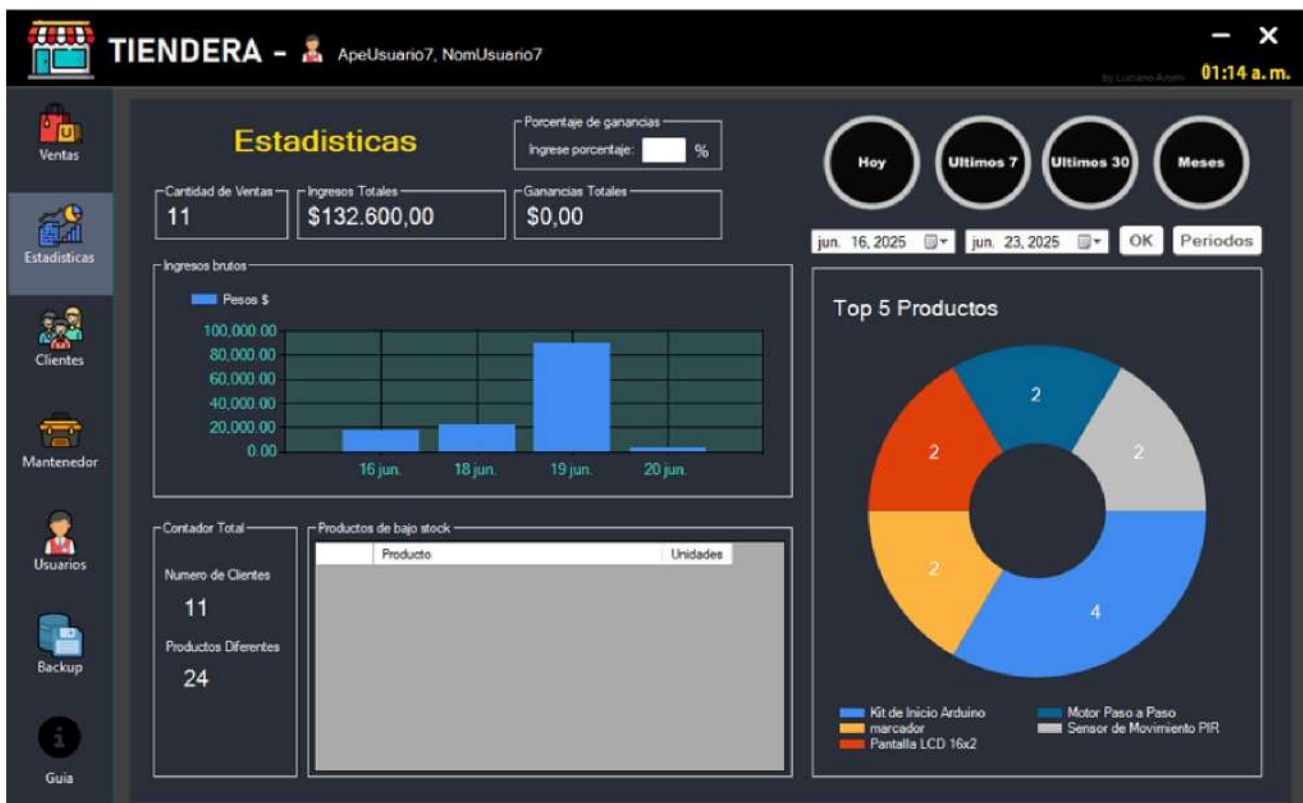 TIENDERA - ApeUsuario7, NomUsuario7
by Luciano Arom
01:14 a. m.
Ventas
Estadisticas
Clientes
Mantenedor
Usuarios
Backup
Guia
Estadisticas
Porcentaje de ganancias
Ingrese porcentaje: %
Cantidad de Ventas
11
Ingresos Totales
$132.600,00
Ganancias Totales
$0,00
Hoy
Ultimos 7
Ultimos 30
Meses
jun. 16, 2025
jun. 23, 2025
OK
Periodos
Ingresos brutos
Pesos $
100,000.00
80,000.00
60,000.00
40,000.00
20,000.00
0.00
16 jun. 18 jun. 19 jun. 20 jun.
Contador Total
Numero de Clientes
11
Productos Diferentes
24
Productos de bajo stock
Producto Unidades
Top 5 Productos
2
2
2
2
4
Kit de Inicio Arduino
marcador
Pantalla LCD 16x2
Motor Paso a Paso
Sensor de Movimiento PIR